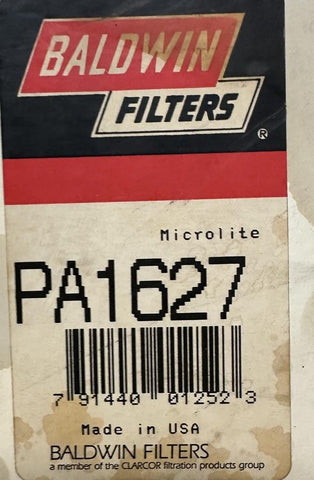 BALDWIN
FILTERS
®
Microlite
PA1627
7 91440 01252 3
Made in USA
BALDWIN FILTERS
a member of the CLARCOR filtration products group